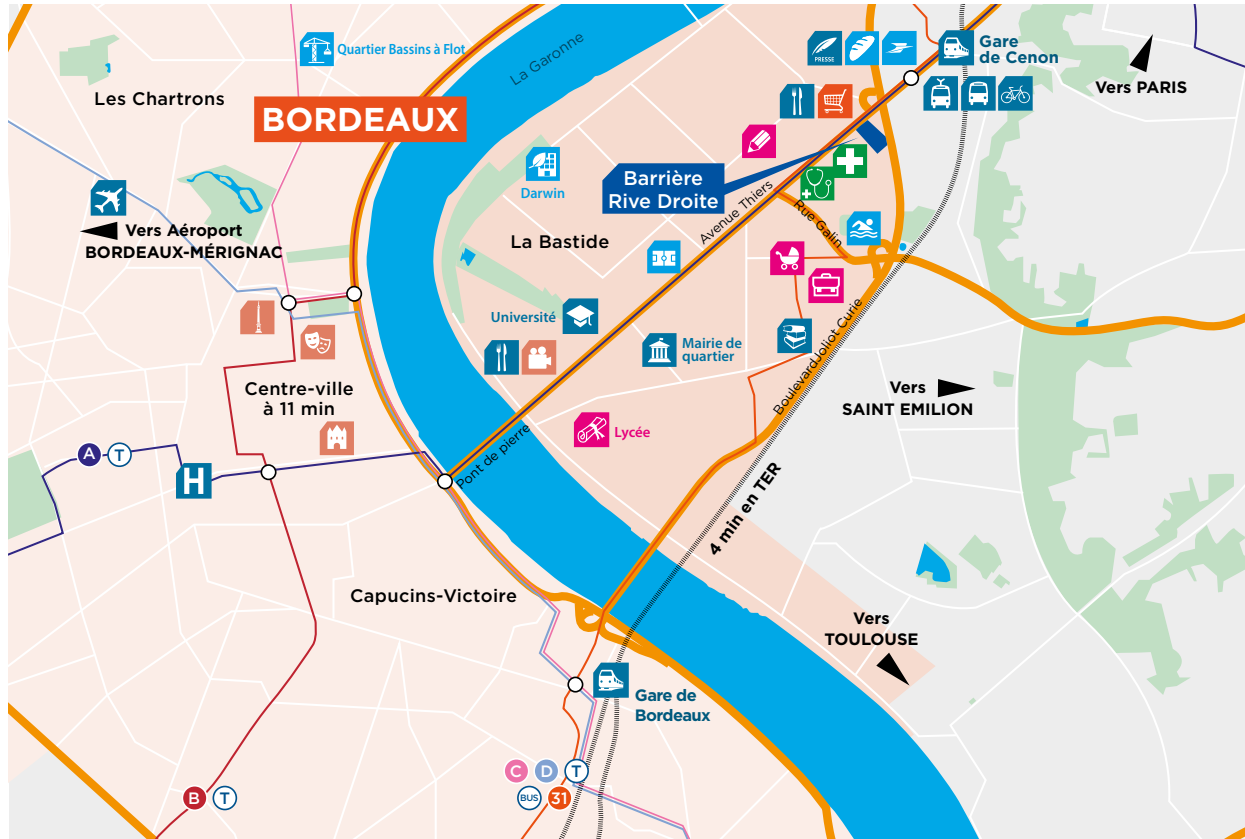 Quartier Bassins à Flot
La Garonne
PRESSE
Gare
de Cenon
Les Chartrons
BORDEAUX
Vers PARIS
Darwin
Barrière
Rive Droite
Vers Aéroport
BORDEAUX-MÉRIGNAC
La Bastide
Avenue Thiers
Rue Galin
Université
Mairie de
quartier
Boulevard Joliot Curie
Centre-ville
à 11 min
Vers
SAINT EMILION
Lycée
Pont de pierre
A
T
H
4 min en TER
Capucins-Victoire
Vers
TOULOUSE
Gare de
Bordeaux
C
D
T
B
T
BUS
31